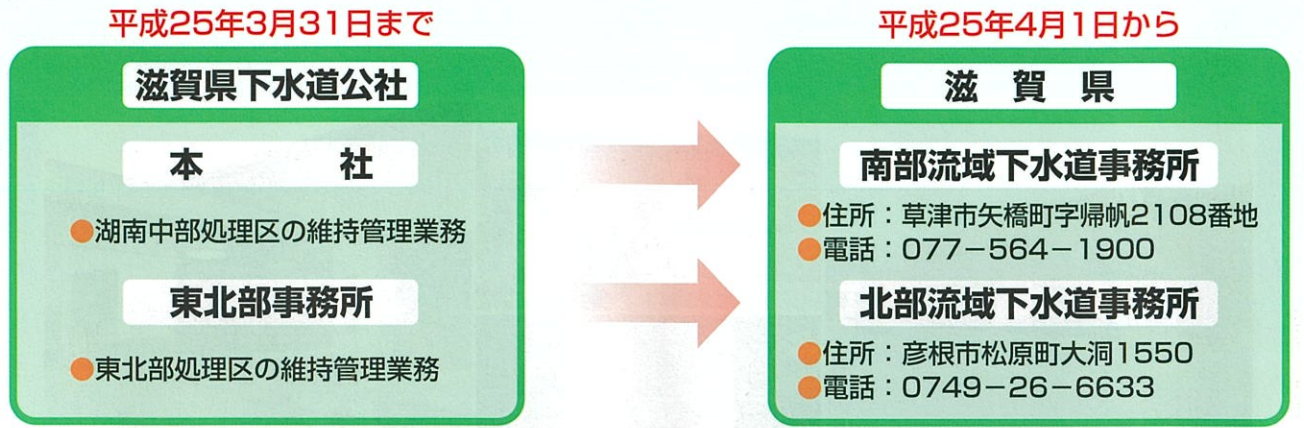 平成25年3月31日まで
滋賀県下水道公社
本　　　社
●湖南中部処理区の維持管理業務
東北部事務所
●東北部処理区の維持管理業務
平成25年4月1日から
滋　賀　県
南部流域下水道事務所
●住所：草津市矢橋町字帰帆2108番地
●電話：077－564－1900
北部流域下水道事務所
●住所：彦根市松原町大洞1550
●電話：0749－26－6633